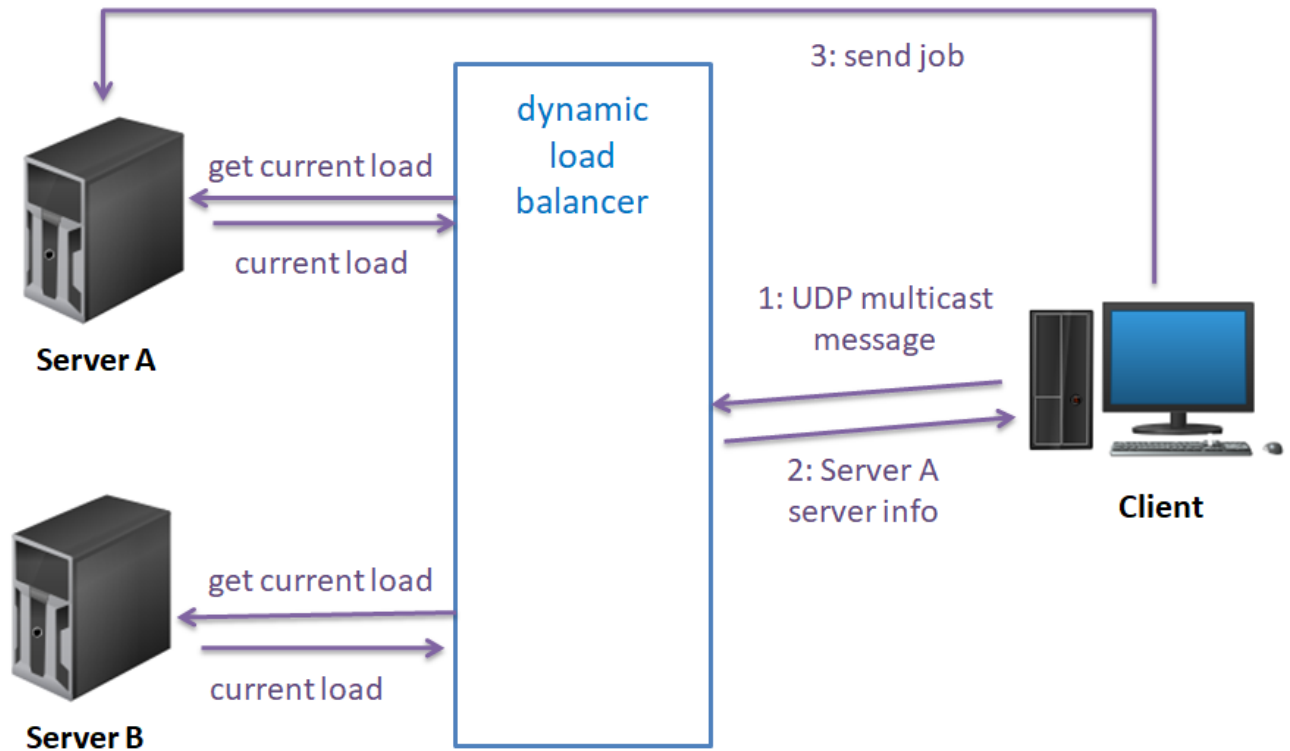 3: send job
dynamic
load
balancer
get current load
current load
Server A
1: UDP multicast
message
2: Server A
server info
Client
get current load
current load
Server B